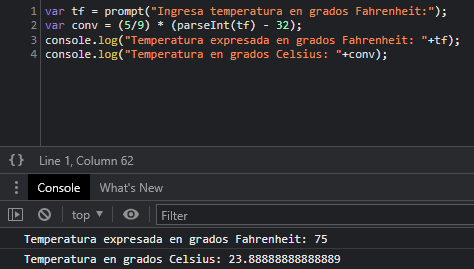 1 var tf = prompt("Ingresa temperatura en grados Fahrenheit:");
2 var conv = (5/9) * (parseInt(tf) - 32);
3 console.log("Temperatura expresada en grados Fahrenheit: "+tf);
4 console.log("Temperatura en grados Celsius: "+conv);
{} Line 1, Column 62
Console What's New
top Filter
Temperatura expresada en grados Fahrenheit: 75
Temperatura en grados Celsius: 23.88888888888889